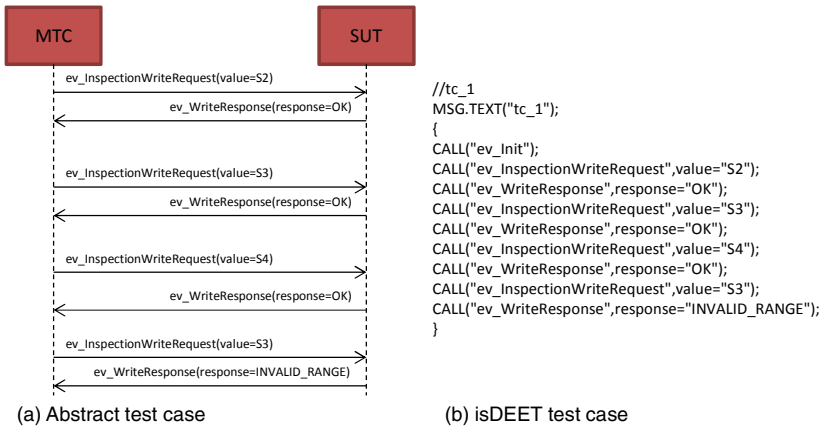 MTC
SUT
ev_InspectionWriteRequest(value=S2)
ev_WriteResponse(response=OK)
ev_InspectionWriteRequest(value=S3)
ev_WriteResponse(response=OK)
ev_InspectionWriteRequest(value=S4)
ev_WriteResponse(response=OK)
ev_InspectionWriteRequest(value=S3)
ev_WriteResponse(response=INVALID_RANGE)
(a) Abstract test case
//tc_1
MSG.TEXT("tc_1");
{
CALL("ev_Init");
CALL("ev_InspectionWriteRequest",value="S2");
CALL("ev_WriteResponse",response="OK");
CALL("ev_InspectionWriteRequest",value="S3");
CALL("ev_WriteResponse",response="OK");
CALL("ev_InspectionWriteRequest",value="S4");
CALL("ev_WriteResponse",response="OK");
CALL("ev_InspectionWriteRequest",value="S3");
CALL("ev_WriteResponse",response="INVALID_RANGE");
}
(b) isDEET test case